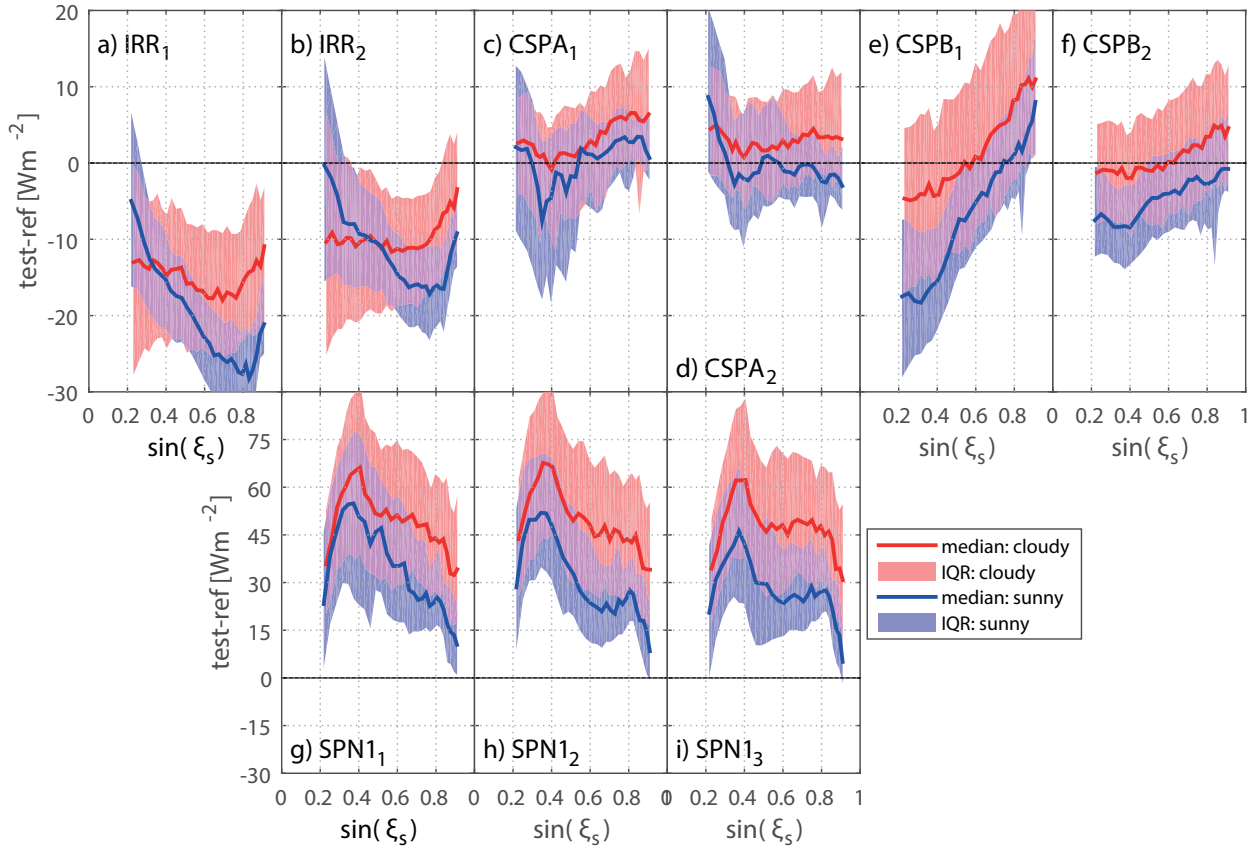 20
10
0
-10
-20
-30
test-ref [Wm⁻²]
a) IRR₁
b) IRR₂
c) CSPA₁
d) CSPA₂
e) CSPB₁
f) CSPB₂
0 0.2 0.4 0.6 0.8
sin( ξₛ)
0.2 0.4 0.6 0.8 0
sin( ξₛ)
0.2 0.4 0.6 0.8 1
sin( ξₛ)
75
60
45
30
15
0
-15
-30
test-ref [Wm⁻²]
g) SPN1₁
h) SPN1₂
i) SPN1₃
0 0.2 0.4 0.6 0.8 0
sin( ξₛ)
0.2 0.4 0.6 0.8
sin( ξₛ)
0 0.2 0.4 0.6 0.8 1
sin( ξₛ)
median: cloudy
IQR: cloudy
median: sunny
IQR: sunny